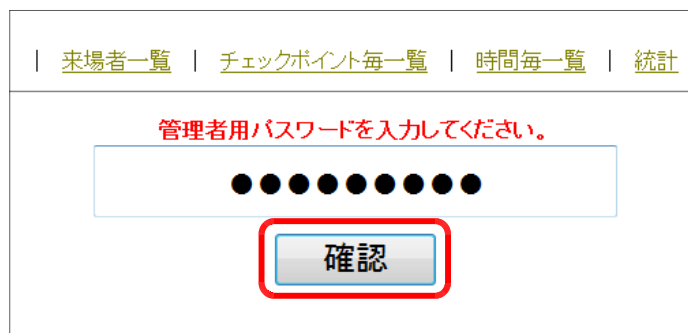 | 来場者一覧 | チェックポイント毎一覧 | 時間毎一覧 | 統計
管理者用パスワードを入力してください。
●●●●●●●●●
確認